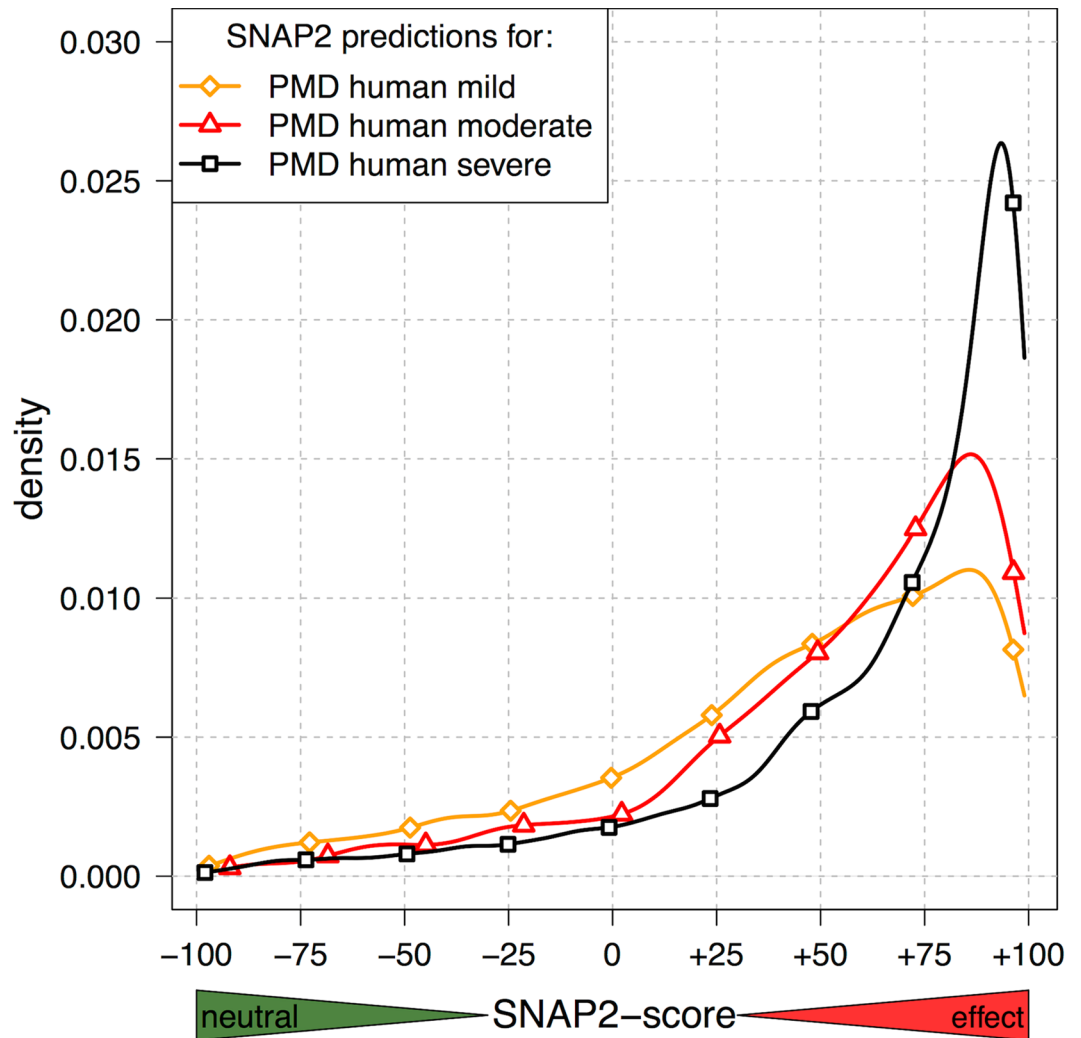 SNAP2 predictions for:
PMD human mild
PMD human moderate
PMD human severe
0.030
0.025
0.020
0.015
0.010
0.005
0.000
density
−100 −75 −50 −25 0 +25 +50 +75 +100
neutral SNAP2−score effect